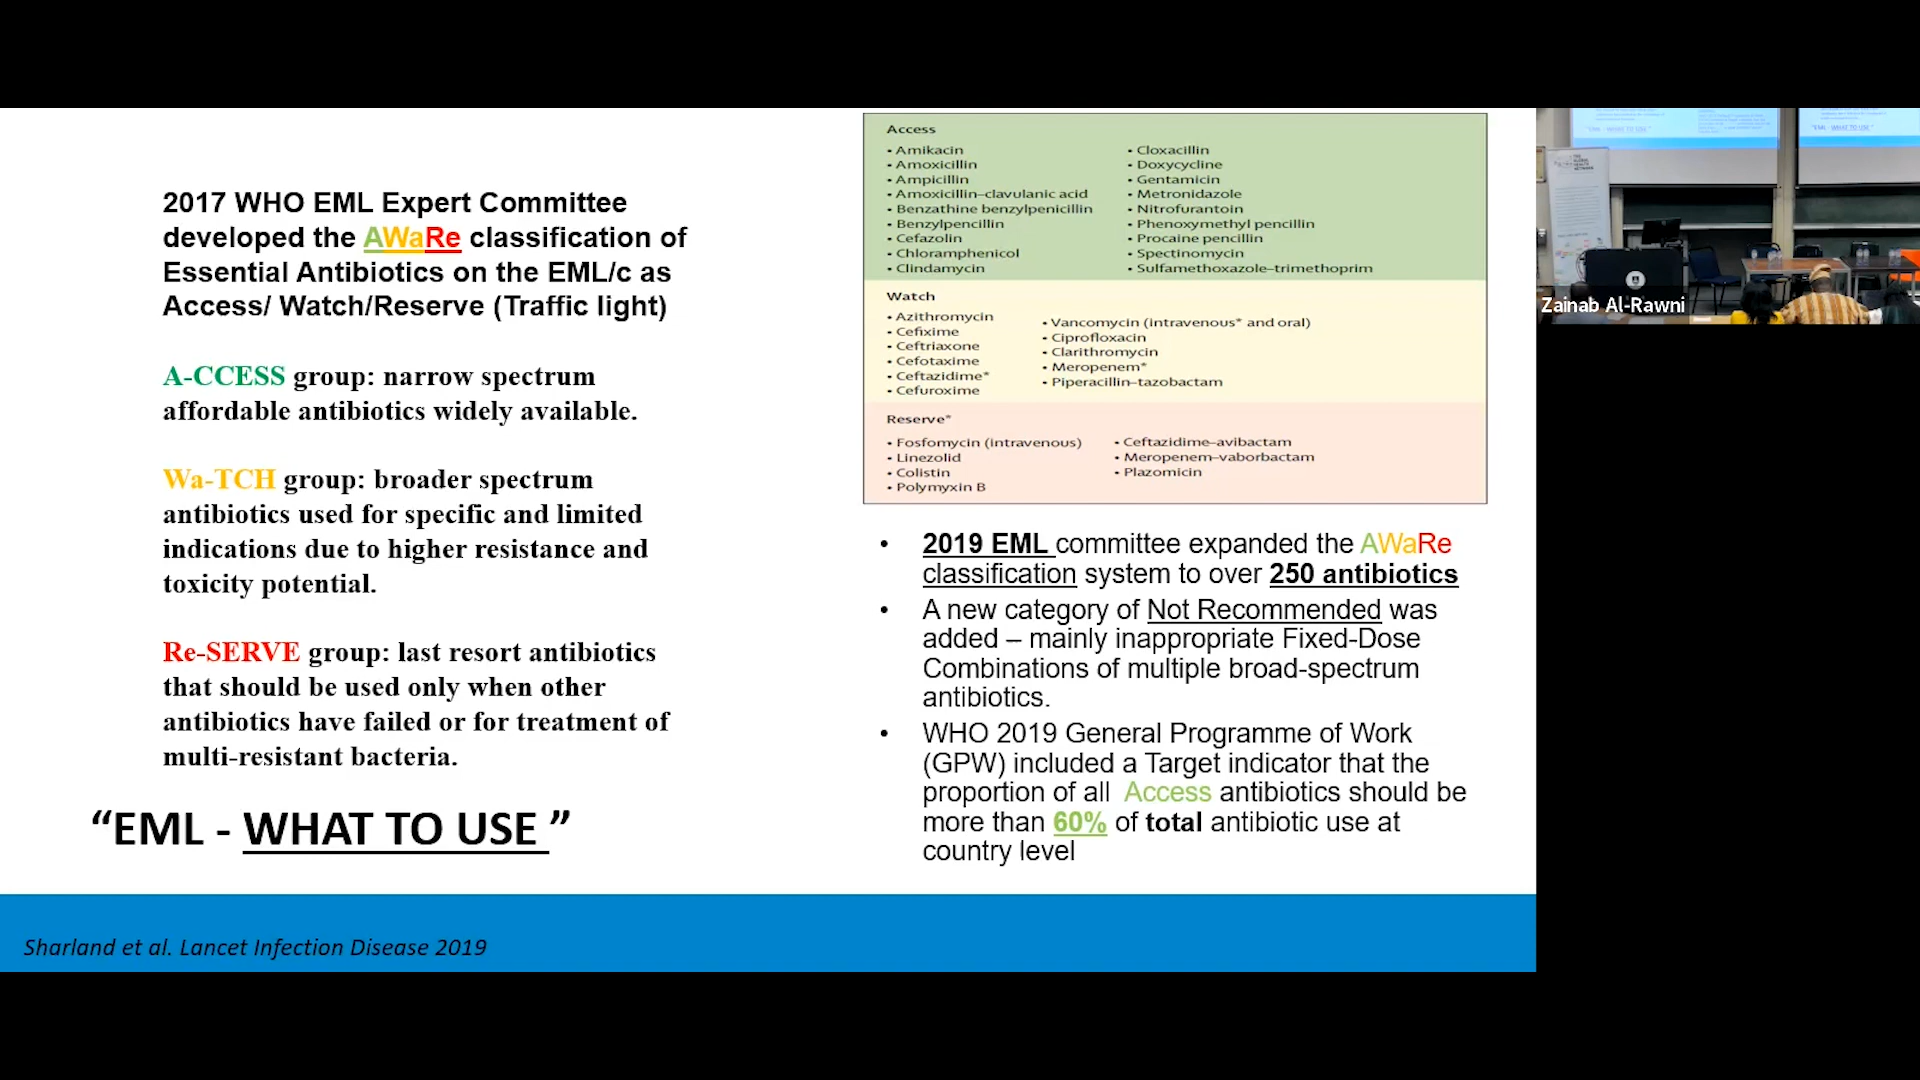 2017 WHO EML Expert Committee
developed the AWaRe classification of
Essential Antibiotics on the EML/c as
Access/ Watch/Reserve (Traffic light)
A-CCESS group: narrow spectrum
affordable antibiotics widely available.
Wa-TCH group: broader spectrum
antibiotics used for specific and limited
indications due to higher resistance and
toxicity potential.
Re-SERVE group: last resort antibiotics
that should be used only when other
antibiotics have failed or for treatment of
multi-resistant bacteria.
“EML - WHAT TO USE ”
Access
• Amikacin
• Amoxicillin
• Ampicillin
• Amoxicillin–clavulanic acid
• Benzathine benzylpenicillin
• Benzylpencillin
• Cefazolin
• Chloramphenicol
• Clindamycin
• Cloxacillin
• Doxycycline
• Gentamicin
• Metronidazole
• Nitrofurantoin
• Phenoxymethyl pencillin
• Procaine pencillin
• Spectinomycin
• Sulfamethoxazole–trimethoprim
Watch
• Azithromycin
• Cefixime
• Ceftriaxone
• Cefotaxime
• Ceftazidime*
• Cefuroxime
• Vancomycin (intravenous* and oral)
• Ciprofloxacin
• Clarithromycin
• Meropenem*
• Piperacillin–tazobactam
Reserve*
• Fosfomycin (intravenous)
• Linezolid
• Colistin
• Polymyxin B
• Ceftazidime–avibactam
• Meropenem–vaborbactam
• Plazomicin
• 2019 EML committee expanded the AWaRe
classification system to over 250 antibiotics
• A new category of Not Recommended was
added – mainly inappropriate Fixed-Dose
Combinations of multiple broad-spectrum
antibiotics.
• WHO 2019 General Programme of Work
(GPW) included a Target indicator that the
proportion of all Access antibiotics should be
more than 60% of total antibiotic use at
country level
Sharland et al. Lancet Infection Disease 2019
"EML - WHAT TO USE "
"EML - WHAT TO USE "
Zainab Al-Rawni